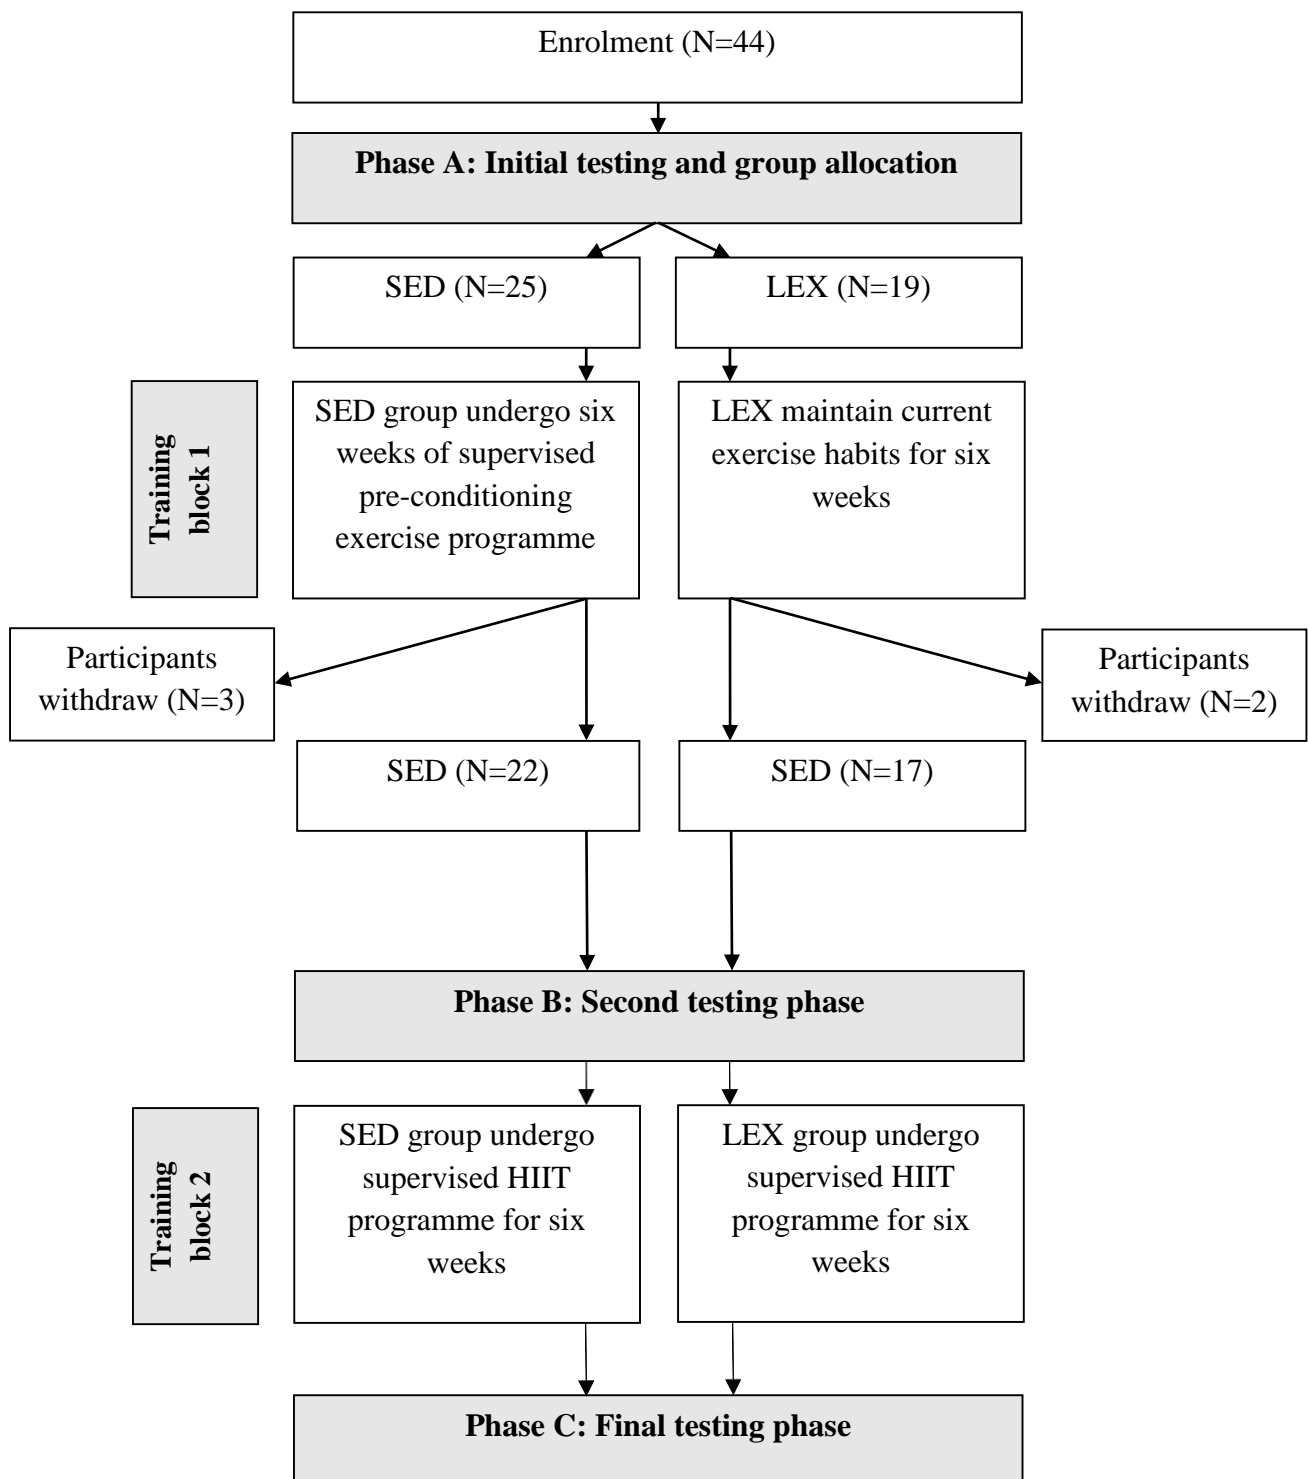 Enrolment (N=44)
Phase A: Initial testing and group allocation
SED (N=25)
LEX (N=19)
Training
block 1
SED group undergo six
weeks of supervised
pre-conditioning
exercise programme
LEX maintain current
exercise habits for six
weeks
Participants
withdraw (N=3)
Participants
withdraw (N=2)
SED (N=22)
SED (N=17)
Phase B: Second testing phase
Training
block 2
SED group undergo
supervised HIIT
programme for six
weeks
LEX group undergo
supervised HIIT
programme for six
weeks
Phase C: Final testing phase